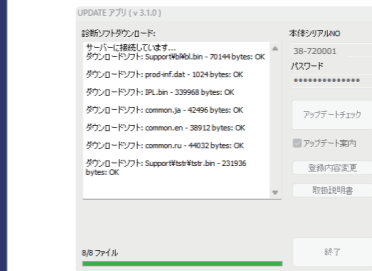 UPDATE アプリ ( v 3.1.0 )
診断ソフトダウンロード:
サーバーに接続しています...
ダウンロードソフト: Support¥bl¥bl.bin - 70144 bytes: OK
ダウンロードソフト: prod-inf.dat - 1024 bytes: OK
ダウンロードソフト: IPL.bin - 339968 bytes: OK
ダウンロードソフト: common.ja - 42496 bytes: OK
ダウンロードソフト: common.en - 38912 bytes: OK
ダウンロードソフト: common.ru - 44032 bytes: OK
ダウンロードソフト: Support¥tstr¥tstr.bin - 231936
bytes: OK
8/8 ファイル
本体シリアルNO
38-720001
パスワード
••••••••••••••
アップデートチェック
アップデート案内
登録内容変更
取扱説明書
終了